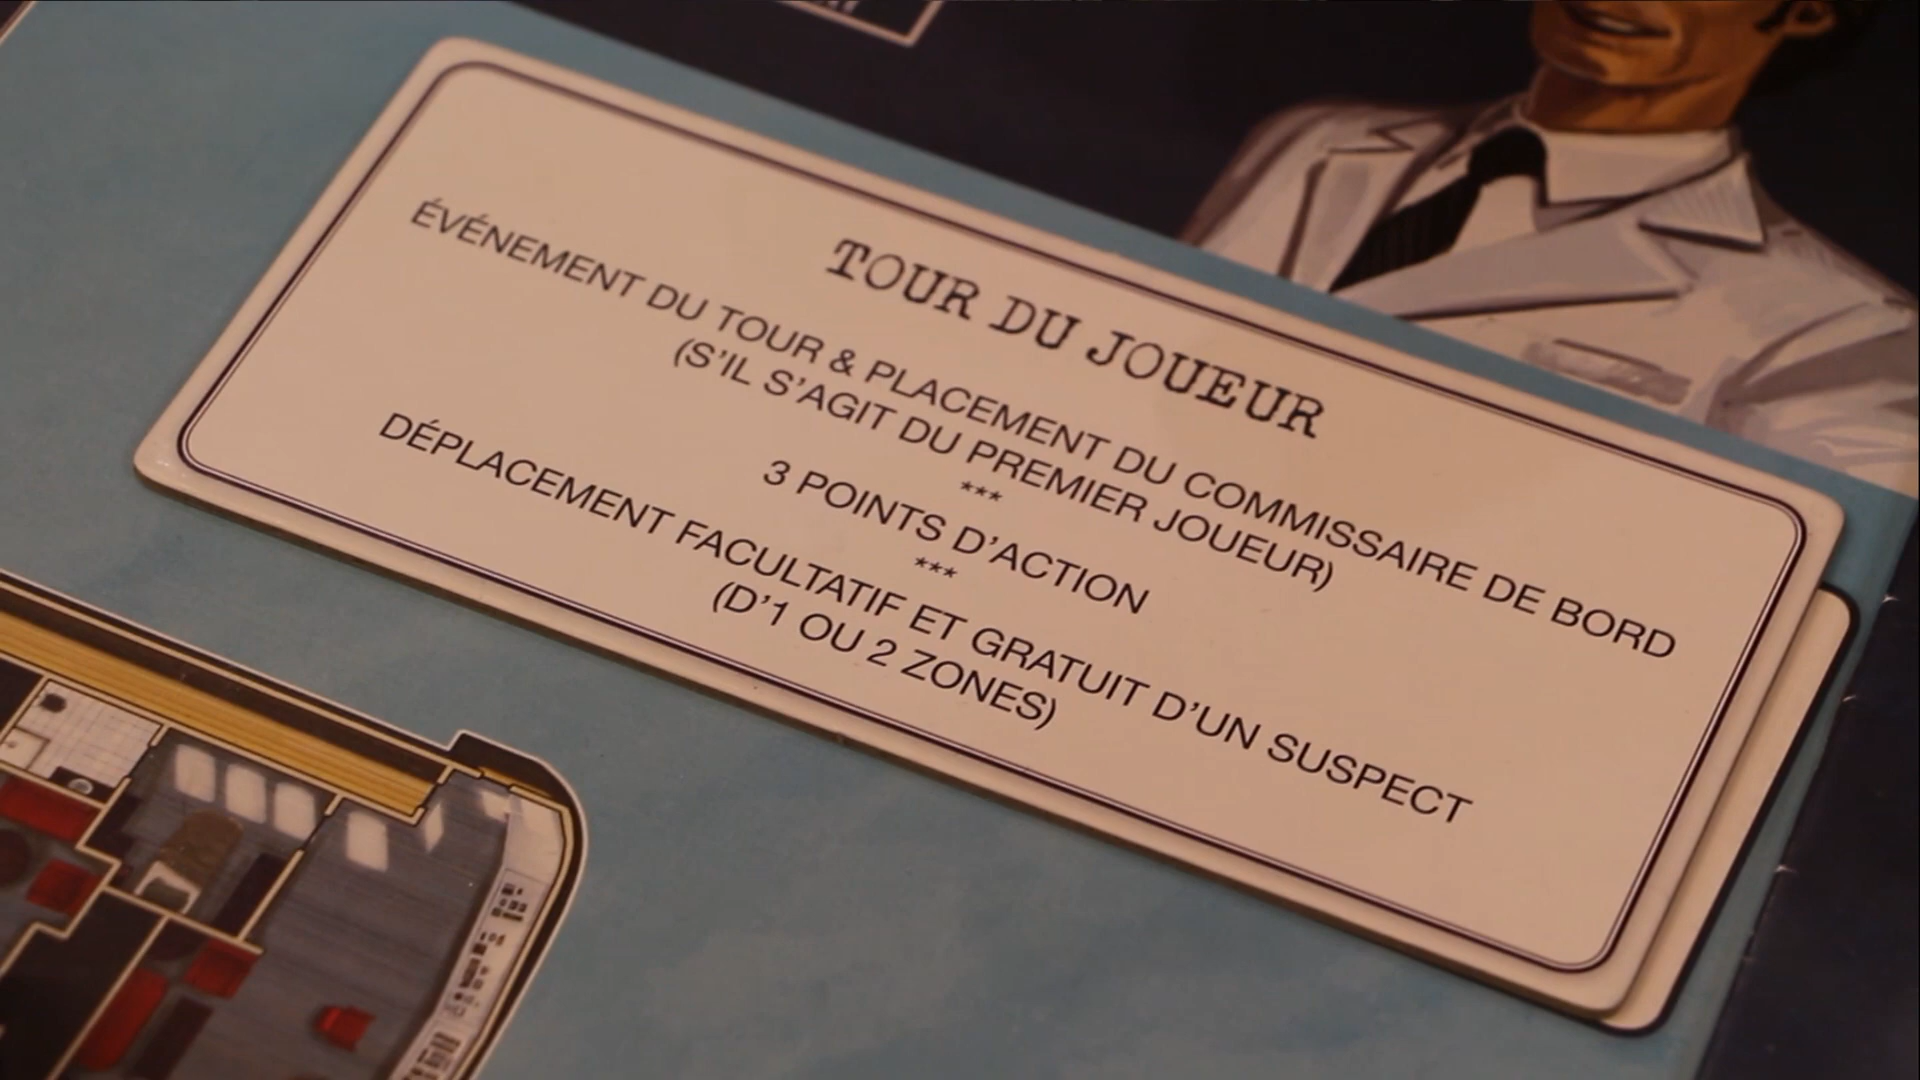 TOUR DU JOUEUR
ÉVÉNEMENT DU TOUR & PLACEMENT DU COMMISSAIRE DE BORD
(S'IL S'AGIT DU PREMIER JOUEUR)
***
3 POINTS D'ACTION
***
DÉPLACEMENT FACULTATIF ET GRATUIT D'UN SUSPECT
(D'1 OU 2 ZONES)